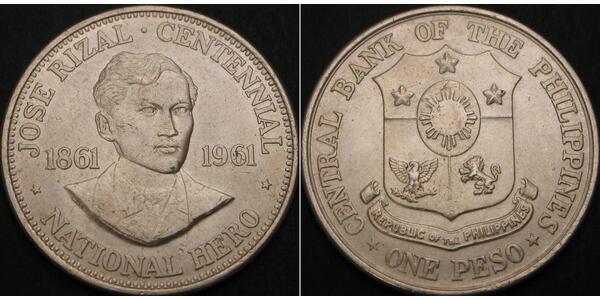 JOSE RIZAL · CENTENNIAL
1861 1961
NATIONAL HERO
CENTRAL BANK OF THE PHILIPPINES
REPUBLIC OF THE PHILIPPINES
ONE PESO